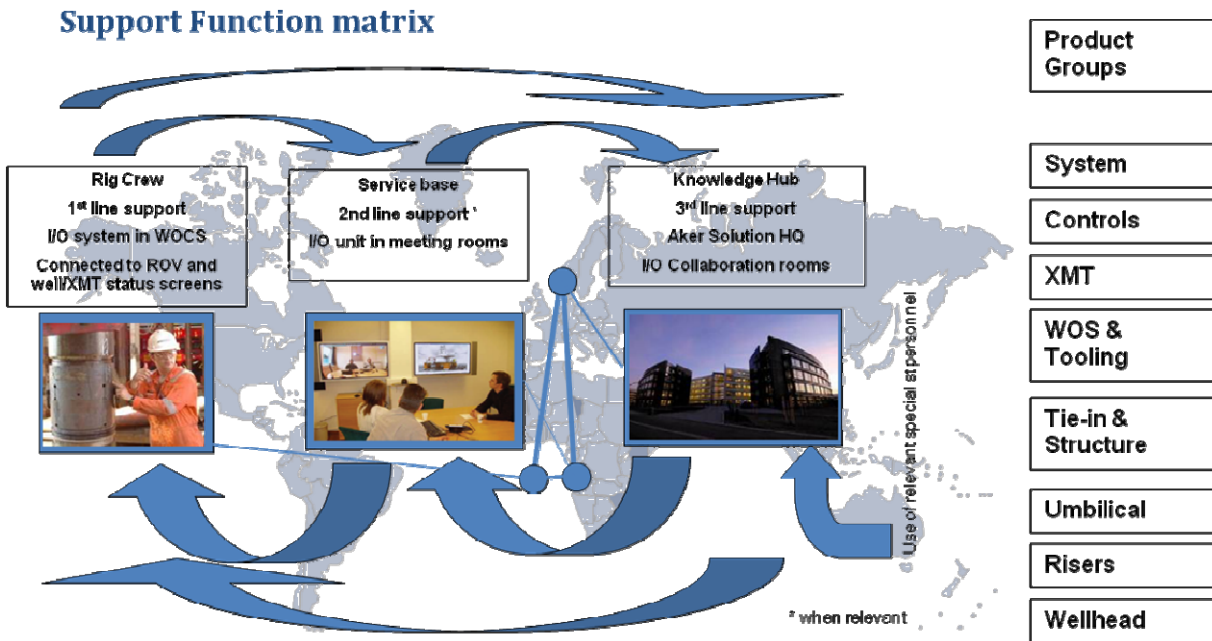 Support Function matrix
Rig Crew
1st line support
I/O system in WOCS
Connected to ROV and
well/XMT status screens
Service base
2nd line support *
I/O unit in meeting rooms
Knowledge Hub
3rd line support
Aker Solution HQ
I/O Collaboration rooms
Use of relevant special st personnel
* when relevant
Product
Groups
System
Controls
XMT
WOS &
Tooling
Tie-in &
Structure
Umbilical
Risers
Wellhead